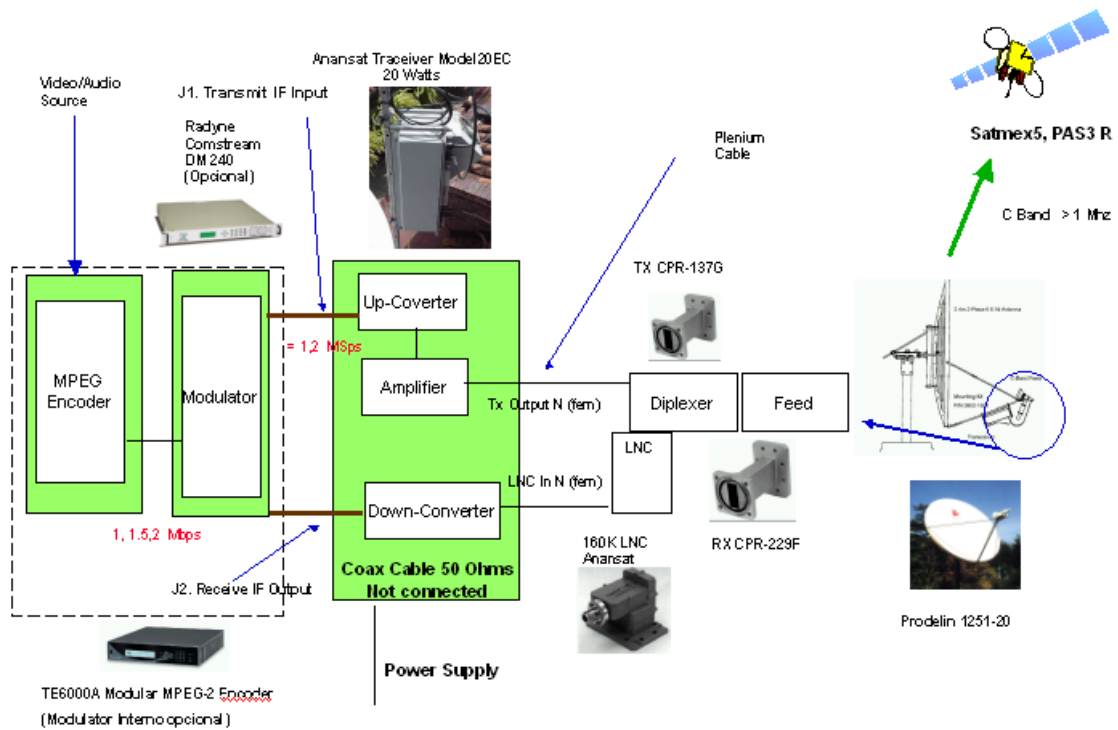 Anansat Traceiver Model20EC
20 Watts
Video/Audio
Source
J1. Transmit IF Input
Radyne
Comstream
DM 240
(Opcional)
Plenium
Cable
Satmex5, PAS3 R
C Band > 1 Mhz
TX CPR-137G
Up-Coverter
= 1,2 MSps
MPEG
Encoder
Modulator
Amplifier
Tx Output N (fem)
Diplexer
Feed
LNC
LNC In N (fem)
Down-Converter
1, 1.5,2 Mbps
RX CPR-229F
160K LNC
Anansat
Coax Cable 50 Ohms
Not connected
J2. Receive IF Output
Prodelin 1251-20
Power Supply
TE6000A Modular MPEG-2 Encoder
(Modulator Interno opcional)